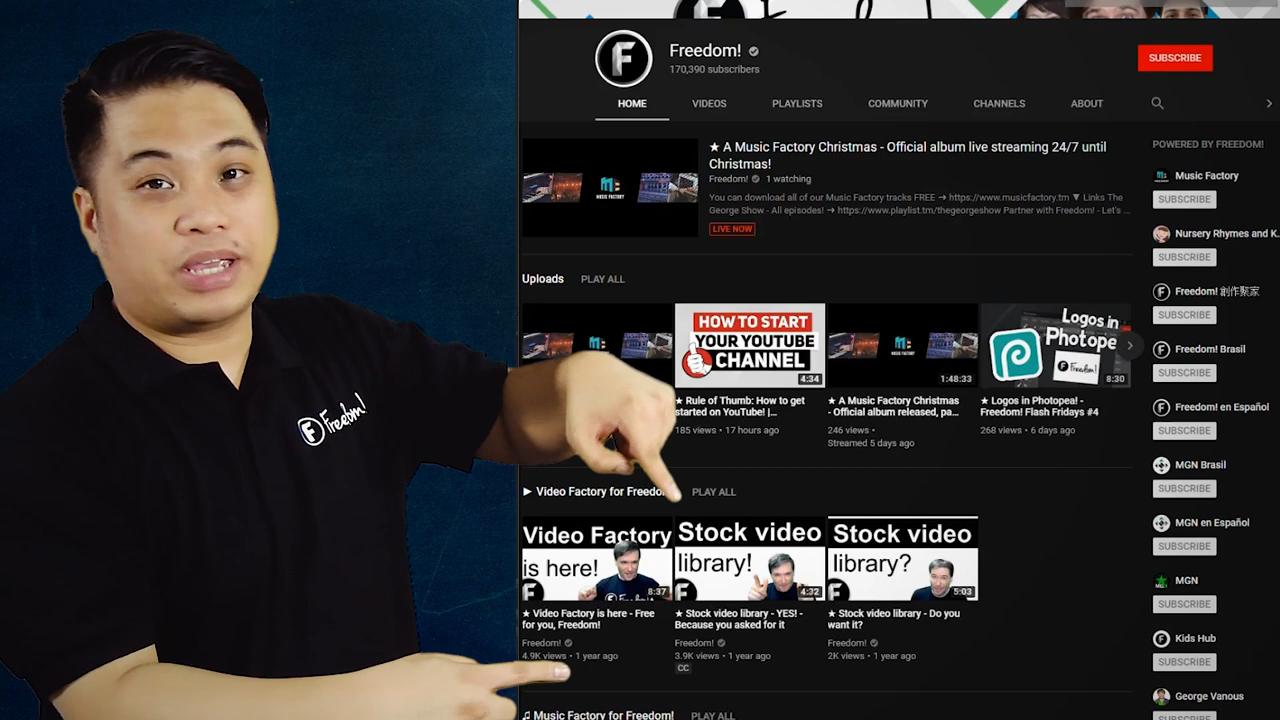 F
Freedom!
170,390 subscribers
SUBSCRIBE
HOME VIDEOS PLAYLISTS COMMUNITY CHANNELS ABOUT
★ A Music Factory Christmas - Official album live streaming 24/7 until
Christmas!
Freedom! 1 watching
You can download all of our Music Factory tracks FREE ➔ https://www.musicfactory.tm ▼ Links The
George Show - All episodes! ➔ https://www.playlist.tm/thegeorgeshow Partner with Freedom! - Let's ...
LIVE NOW
MUSIC FACTORY
Uploads PLAY ALL
HOW TO START
YOUR YOUTUBE
CHANNEL
4:34
MUSIC FACTORY
1:48:33
Logos in
Photope
Freedom!
8:30
★ Rule of Thumb: How to get
started on YouTube! |...
185 views • 17 hours ago
★ A Music Factory Christmas
- Official album released, pa...
246 views •
Streamed 5 days ago
★ Logos in Photopea! -
Freedom! Flash Fridays #4
268 views • 6 days ago
▶ Video Factory for Freedo PLAY ALL
Video Factory
is here!
F
8:37
Stock video
library!
F
4:32
Stock video
library?
F
5:03
★ Video Factory is here - Free
for you, Freedom!
Freedom!
4.9K views • 1 year ago
★ Stock video library - YES! -
Because you asked for it
Freedom!
3.9K views • 1 year ago
CC
★ Stock video library - Do you
want it?
Freedom!
2K views • 1 year ago
♫ Music Factory for Freedom! PLAY ALL
POWERED BY FREEDOM!
Music Factory
SUBSCRIBE
Nursery Rhymes and K
SUBSCRIBE
Freedom! 創作聚家
SUBSCRIBE
Freedom! Brasil
SUBSCRIBE
Freedom! en Español
SUBSCRIBE
MGN Brasil
SUBSCRIBE
MGN en Español
SUBSCRIBE
MGN
SUBSCRIBE
Kids Hub
SUBSCRIBE
George Vanous
SUBSCRIBE
F Freedom!